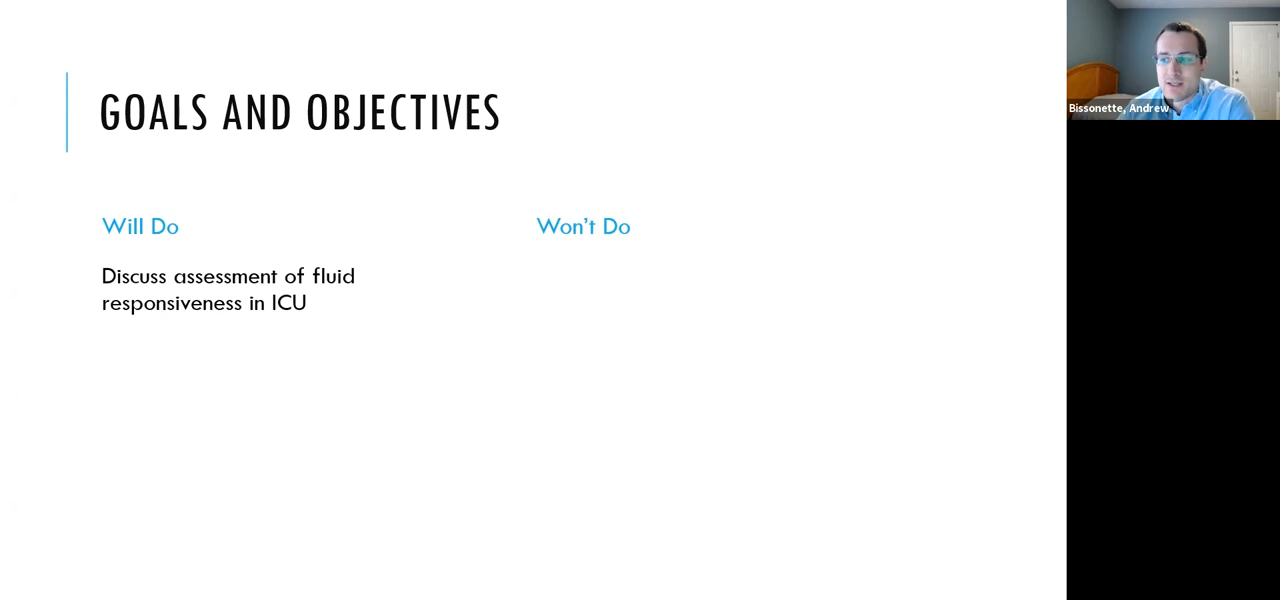 GOALS AND OBJECTIVES
Will Do
Discuss assessment of fluid
responsiveness in ICU
Won't Do
Bissonette, Andrew